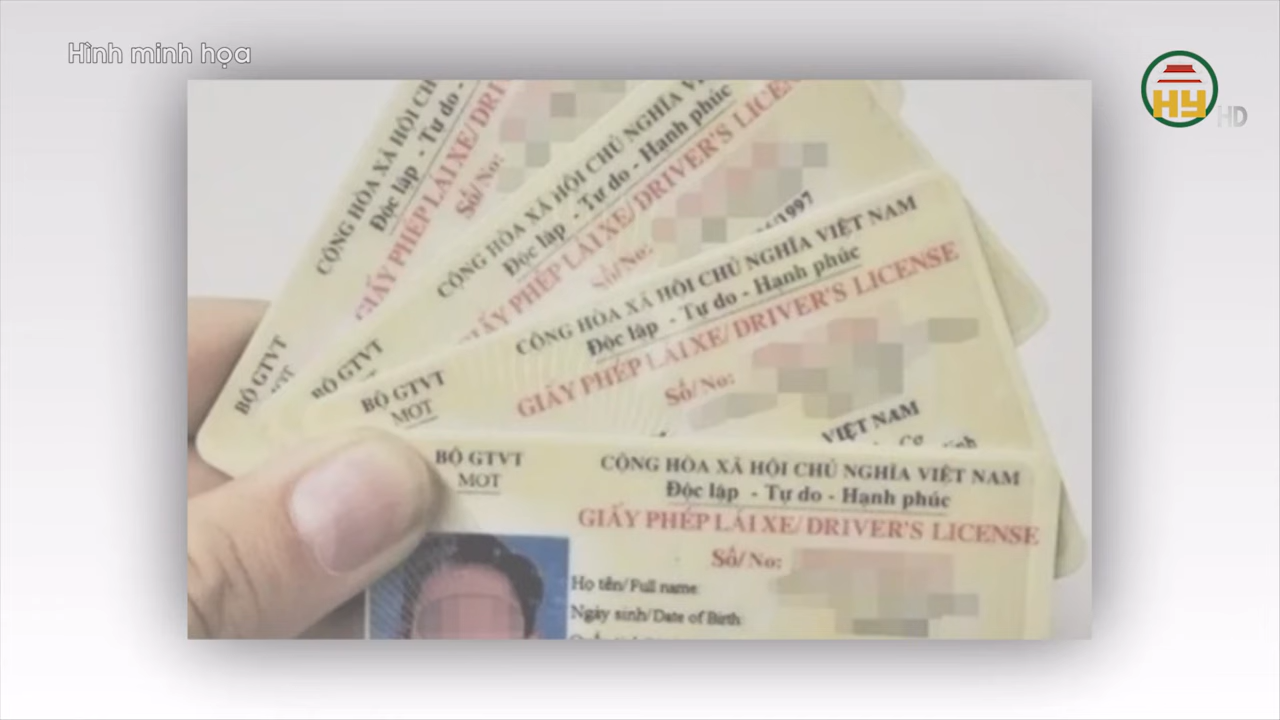 Hình minh họa
HY
HD
CỘNG HÒA XÃ HỘI CH
Độc lập - Tự do -
GIẤY PHÉP LÁI XE/ DRI
Số/No:
BỘ GTVT
CỘNG HÒA XÃ HỘI CHỦ NGHĨA V
Độc lập - Tự do - Hạnh phúc
GIẤY PHÉP LÁI XE/ DRIVER'S LICEN
Số/No:
/1997
BỘ GTVT
CỘNG HÒA XÃ HỘI CHỦ NGHĨA VIỆT NAM
Độc lập - Tự do - Hạnh phúc
GIẤY PHÉP LÁI XE/ DRIVER'S LICENSE
Số/No:
BỘ GTVT
MOT
VIỆT NAM
BỘ GTVT
MOT
CỘNG HÒA XÃ HỘI CHỦ NGHĨA VIỆT NAM
Độc lập - Tự do - Hạnh phúc
GIẤY PHÉP LÁI XE/ DRIVER'S LICENSE
Số/No:
Họ tên/Full name:
Ngày sinh/Date of Birth: